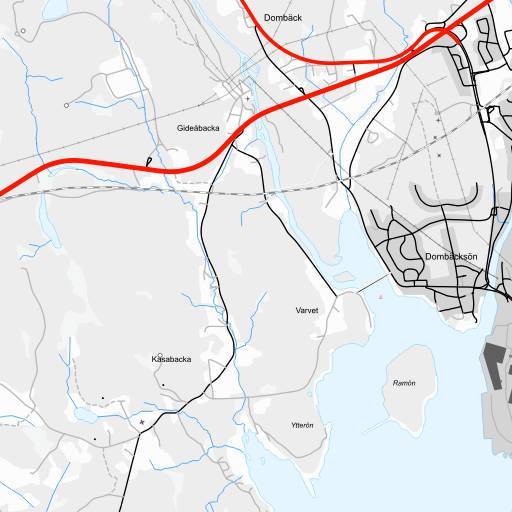 Dombäck
Gideåbacka
Dombäcksön
Varvet
Kasabacka
Ramön
Ytterön